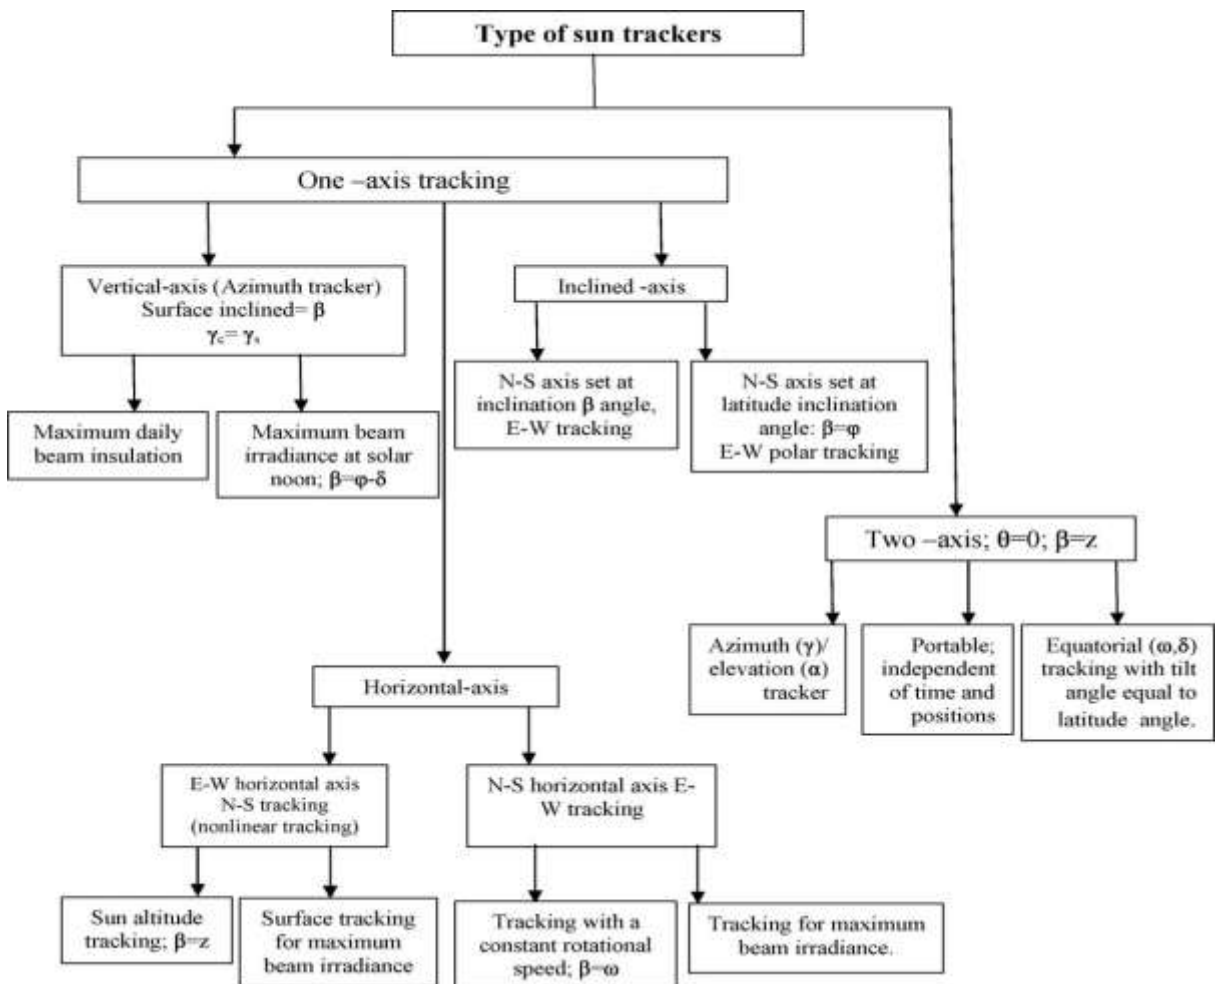 Type of sun trackers
One –axis tracking
Vertical-axis (Azimuth tracker)
Surface inclined= β
γc= γs
Inclined -axis
Maximum daily
beam insulation
Maximum beam
irradiance at solar
noon; β=φ-δ
N-S axis set at
inclination β angle,
E-W tracking
N-S axis set at
latitude inclination
angle: β=φ
E-W polar tracking
Two –axis; θ=0; β=z
Azimuth (γ)/
elevation (α)
tracker
Portable;
independent
of time and
positions
Equatorial (ω,δ)
tracking with tilt
angle equal to
latitude angle.
Horizontal-axis
E-W horizontal axis
N-S tracking
(nonlinear tracking)
N-S horizontal axis E-
W tracking
Sun altitude
tracking; β=z
Surface tracking
for maximum
beam irradiance
Tracking with a
constant rotational
speed; β=ω
Tracking for maximum
beam irradiance.